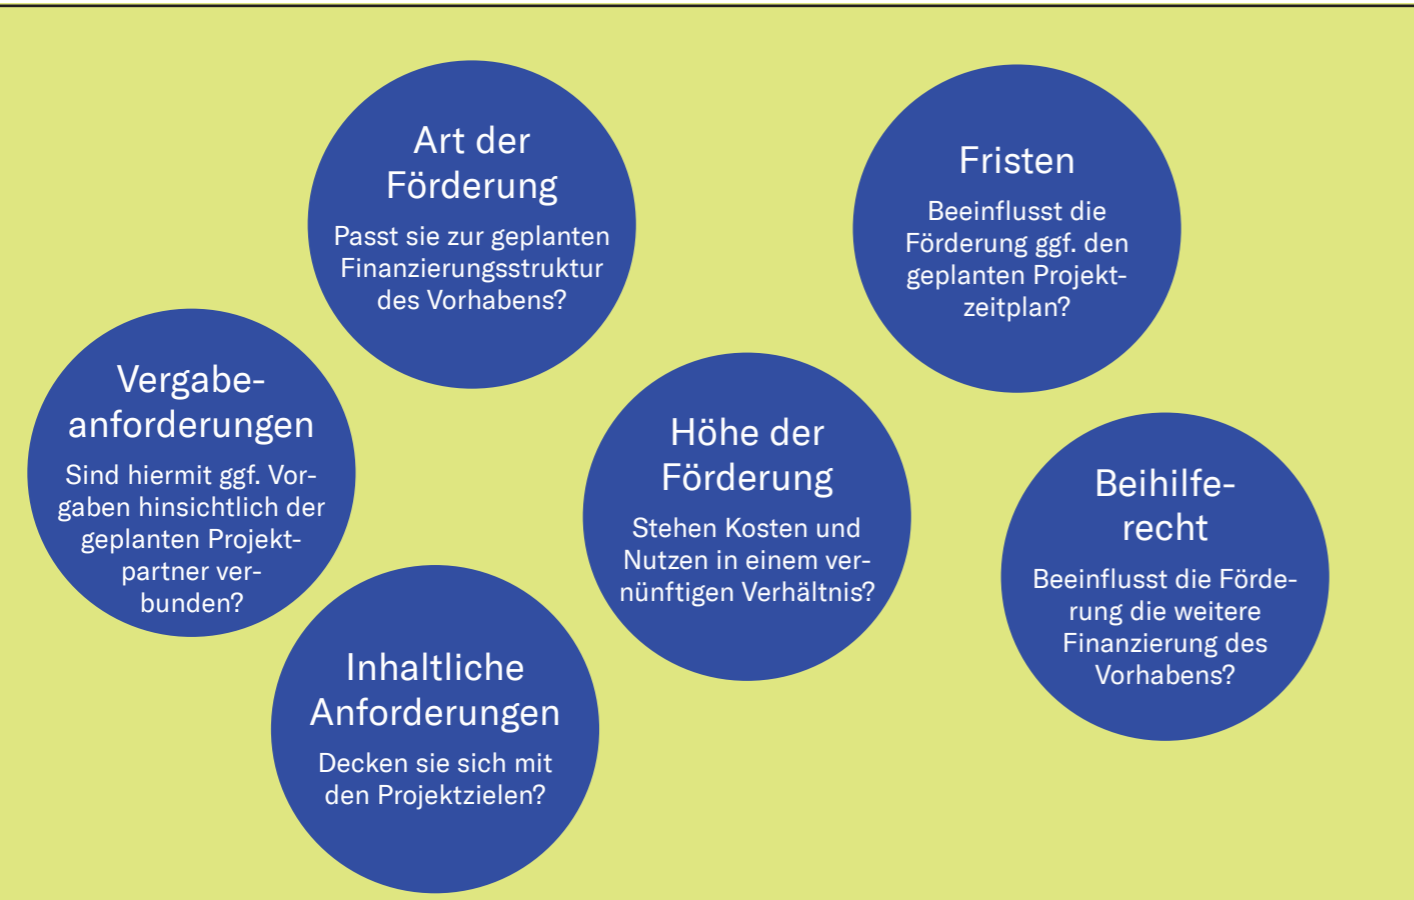 Art der
Förderung
Passt sie zur geplanten
Finanzierungsstruktur
des Vorhabens?
Fristen
Beeinflusst die
Förderung ggf. den
geplanten Projekt-
zeitplan?
Vergabe-
anforderungen
Sind hiermit ggf. Vor-
gaben hinsichtlich der
geplanten Projekt-
partner ver-
bunden?
Höhe der
Förderung
Stehen Kosten und
Nutzen in einem ver-
nünftigen Verhältnis?
Beihilfe-
recht
Beeinflusst die Förde-
rung die weitere
Finanzierung des
Vorhabens?
Inhaltliche
Anforderungen
Decken sie sich mit
den Projektzielen?